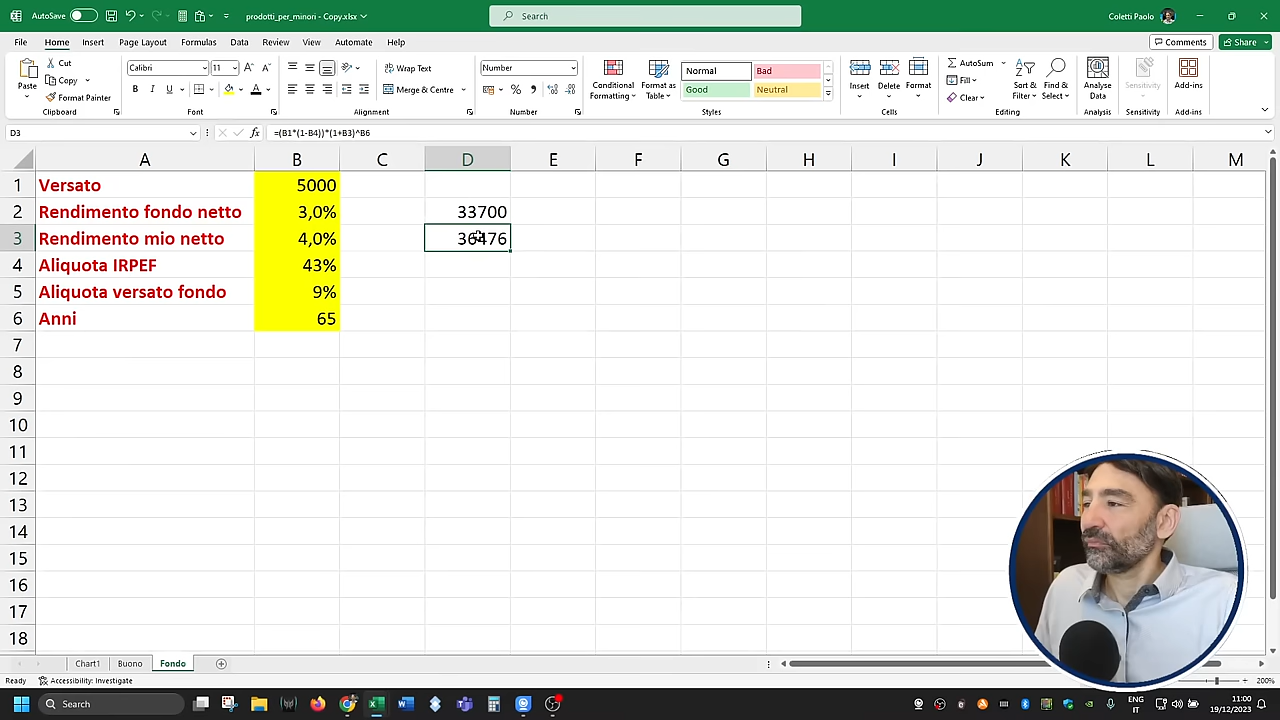 AutoSave Off
prodotti_per_minori - Copy.xlsx
Search
Coletti Paolo
File Home Insert Page Layout Formulas Data Review View Automate Help
Comments Share
Paste Cut Copy Format Painter
Clipboard
Calibri 11
B I U A
Font
Wrap Text
Merge & Centre
Alignment
Number
Number
Conditional Formatting
Format as Table
Normal Bad
Good Neutral
Styles
Insert Delete Format
Cells
AutoSum
Fill
Clear
Sort & Filter
Find & Select
Editing
Analyse Data
Analysis
Sensitivity
Sensitivity
Add-ins
Add-ins
D3 fx =(B1*(1-B4))*(1+B3)^B6
A B C D E F G H I J K L M
1 Versato 5000
2 Rendimento fondo netto 3,0% 33700
3 Rendimento mio netto 4,0% 36476
4 Aliquota IRPEF 43%
5 Aliquota versato fondo 9%
6 Anni 65
7
8
9
10
11
12
13
14
15
16
17
18
Chart1 Buono Fondo
Ready Accessibility: Investigate 200%
Search
ENG
IT
11:00
19/12/2023